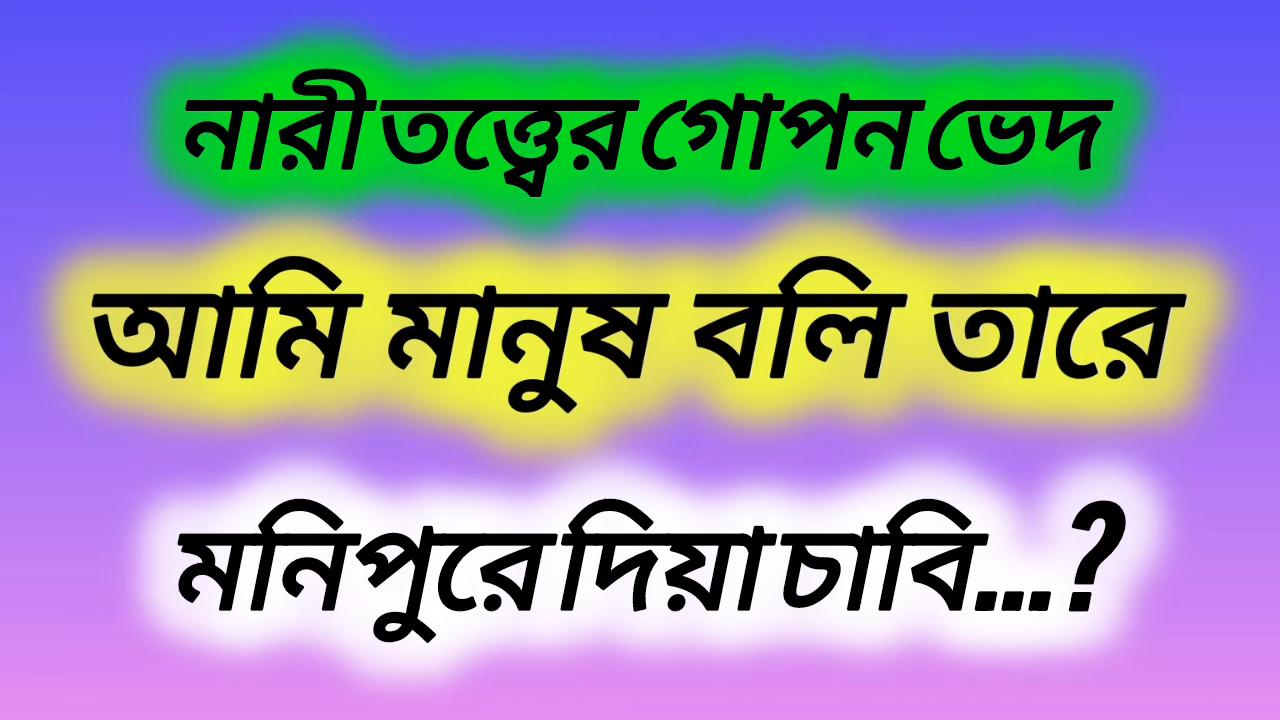 নারী তত্ত্বের গোপন ভেদ
আমি মানুষ বলি তারে
মনিপুরে দিয়া চাবি...?